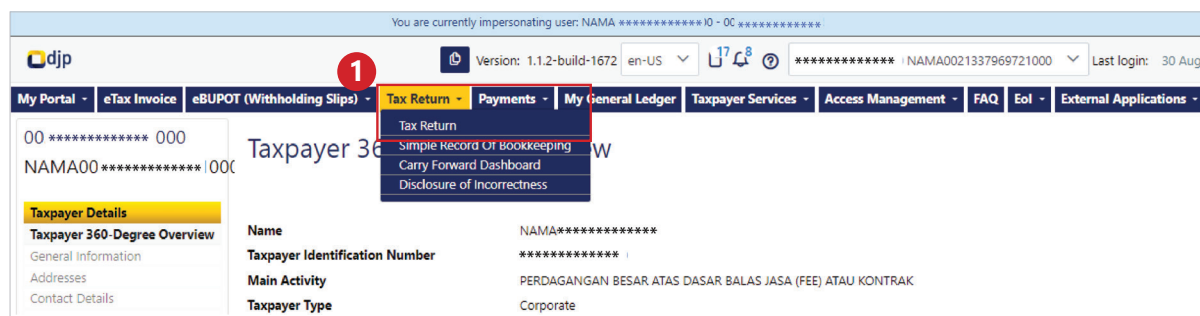 You are currently impersonating user: NAMA *************)0 - 0C *************
djp
Version: 1.1.2-build-1672 en-US 17 8 ************* NAMA0021337969721000 Last login: 30 Aug
1
My Portal eTax Invoice eBUPOT (Withholding Slips) Tax Return Payments My General Ledger Taxpayer Services Access Management FAQ EoI External Applications
Tax Return
Simple Record Of Bookkeeping
Carry Forward Dashboard
Disclosure of Incorrectness
00 ************* 000
NAMA00*************000
Taxpayer 36
Taxpayer Details
Taxpayer 360-Degree Overview
General Information
Addresses
Contact Details
Name NAMA*************
Taxpayer Identification Number *************
Main Activity PERDAGANGAN BESAR ATAS DASAR BALAS JASA (FEE) ATAU KONTRAK
Taxpayer Type Corporate